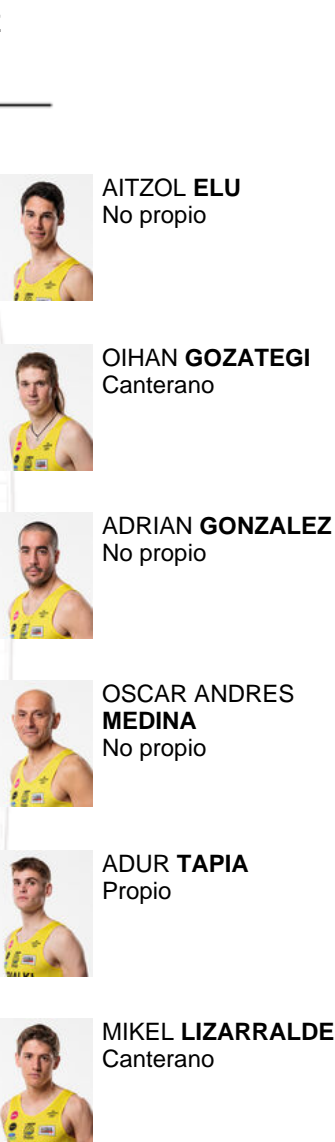 AITZOL ELU
No propio
OIHAN GOZATEGI
Canterano
ADRIAN GONZALEZ
No propio
OSCAR ANDRES
MEDINA
No propio
ADUR TAPIA
Propio
MIKEL LIZARRALDE
Canterano